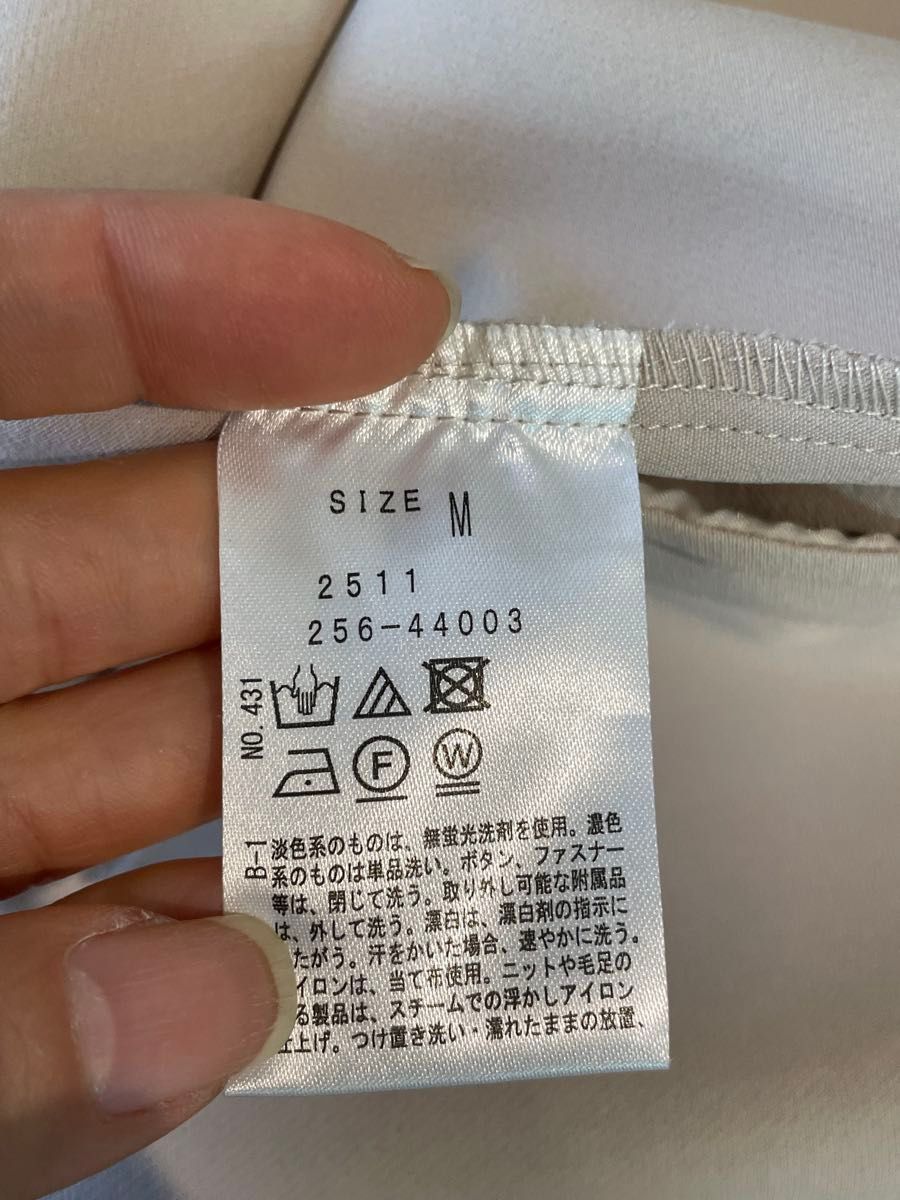 SIZE M
2511
256-44003
NO.431
F W
B-1
淡色系のものは、無蛍光洗剤を使用。濃色
系のものは単品洗い。ボタン、ファスナー
等は、閉じて洗う。取り外し可能な附属品
は、外して洗う。漂白は、漂白剤の指示に
たがう。汗をかいた場合、速やかに洗う。
イロンは、当て布使用。ニットや毛足の
る製品は、スチームでの浮かしアイロン
仕上げ。つけ置き洗い・濡れたままの放置、